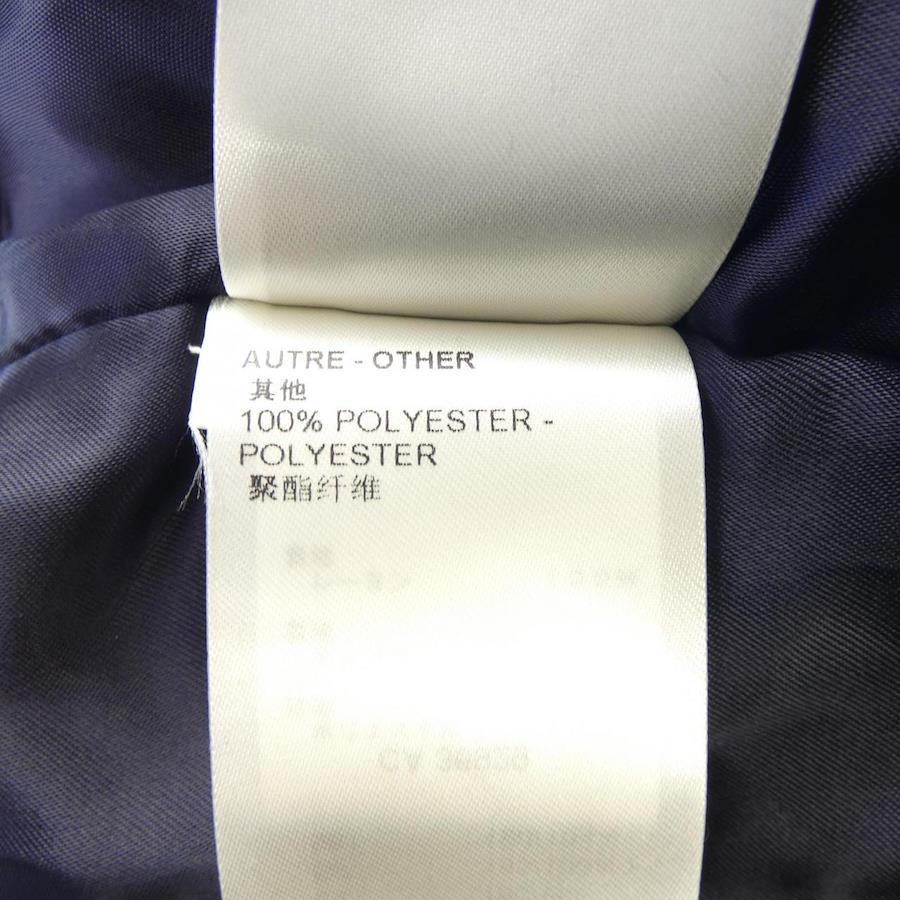 AUTRE - OTHER
其他
100% POLYESTER -
POLYESTER
聚酯纤维